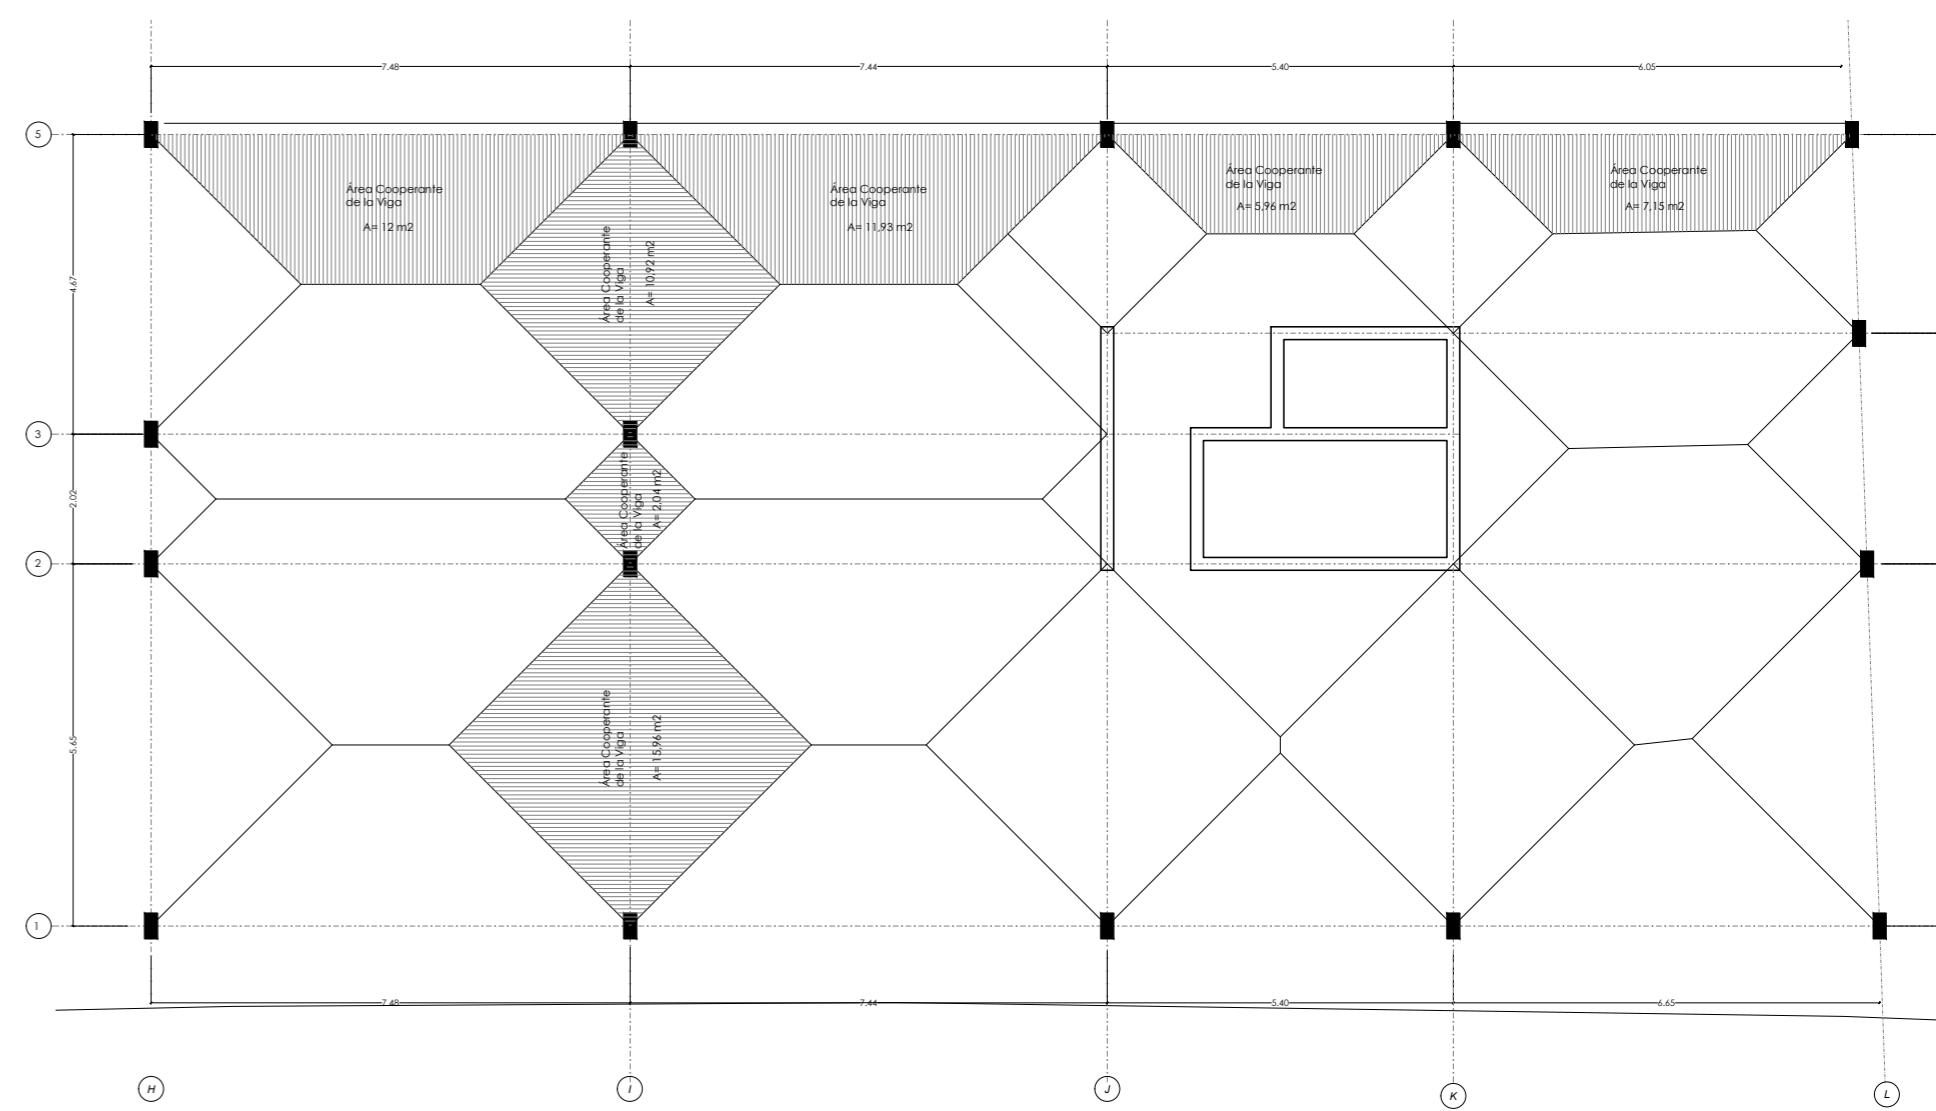 7.48
7.44
5.40
6.05
5
Área Cooperante
de la Viga
A= 12 m2
Área Cooperante
de la Viga
A= 11,93 m2
Área Cooperante
de la Viga
A= 5,96 m2
Área Cooperante
de la Viga
A= 7,15 m2
Área Cooperante
de la Viga
A= 10,92 m2
4.67
3
Área Cooperante
de la Viga
A= 2,04 m2
2.02
2
Área Cooperante
de la Viga
A= 15,96 m2
5.65
1
7.48
7.44
5.40
6.65
H
I
J
K
L